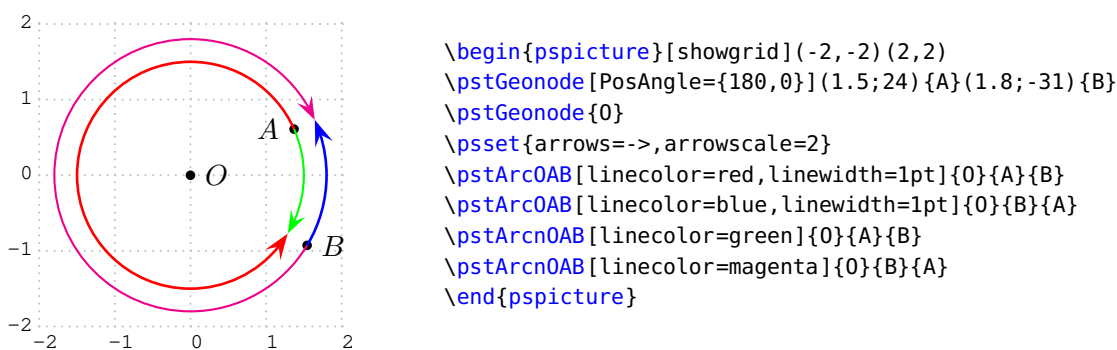 2
1
0
−1
−2
−2
−1
0
1
2
A
O
B
\begin{pspicture}[showgrid](-2,-2)(2,2)
\pstGeonode[PosAngle={180,0}](1.5;24){A}(1.8;-31){B}
\pstGeonode{O}
\psset{arrows=->,arrowscale=2}
\pstArcOAB[linecolor=red,linewidth=1pt]{O}{A}{B}
\pstArcOAB[linecolor=blue,linewidth=1pt]{O}{B}{A}
\pstArcnOAB[linecolor=green]{O}{A}{B}
\pstArcnOAB[linecolor=magenta]{O}{B}{A}
\end{pspicture}